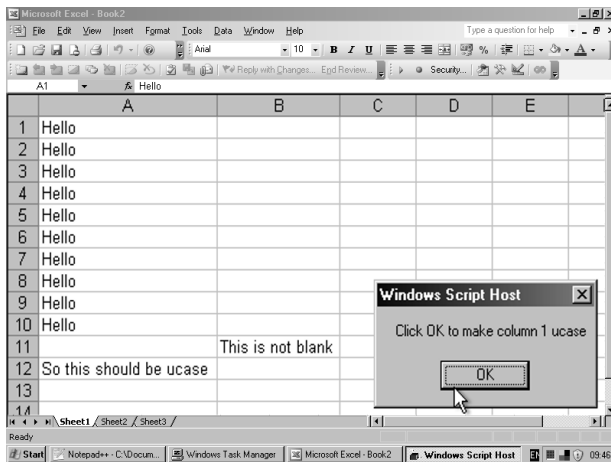 Microsoft Excel - Book2
File Edit View Insert Format Tools Data Window Help Type a question for help
Arial 10 B I U %
Reply with Changes... End Review... Security...
A1 fx Hello
A B C D E
1 Hello
2 Hello
3 Hello
4 Hello
5 Hello
6 Hello
7 Hello
8 Hello
9 Hello
10 Hello
11 This is not blank
12 So this should be ucase
13
14
Windows Script Host
Click OK to make column 1 ucase
OK
Sheet1 / Sheet2 / Sheet3 /
Ready
Start Notepad++ - C:\Docum... Windows Task Manager Microsoft Excel - Book2 Windows Script Host 09:46